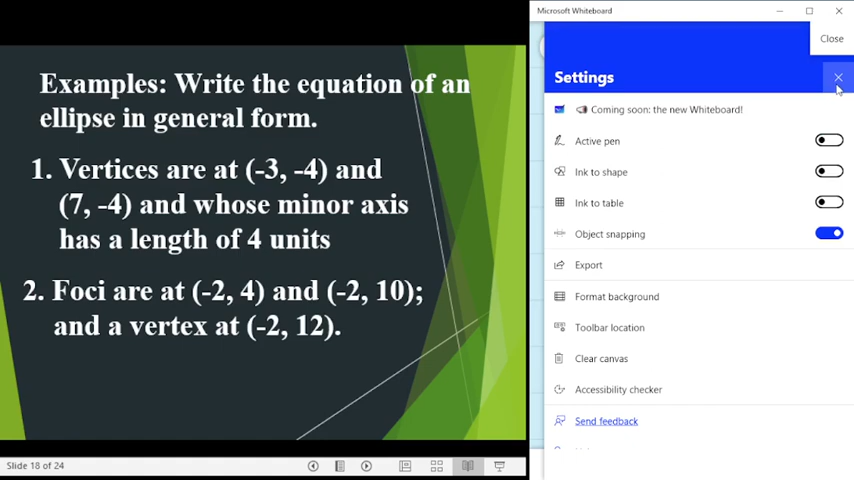 Examples: Write the equation of an
ellipse in general form.
1. Vertices are at (-3, -4) and
(7, -4) and whose minor axis
has a length of 4 units
2. Foci are at (-2, 4) and (-2, 10);
and a vertex at (-2, 12).
Slide 18 of 24
Microsoft Whiteboard
Close
Settings
Coming soon: the new Whiteboard!
Active pen
Ink to shape
Ink to table
Object snapping
Export
Format background
Toolbar location
Clear canvas
Accessibility checker
Send feedback